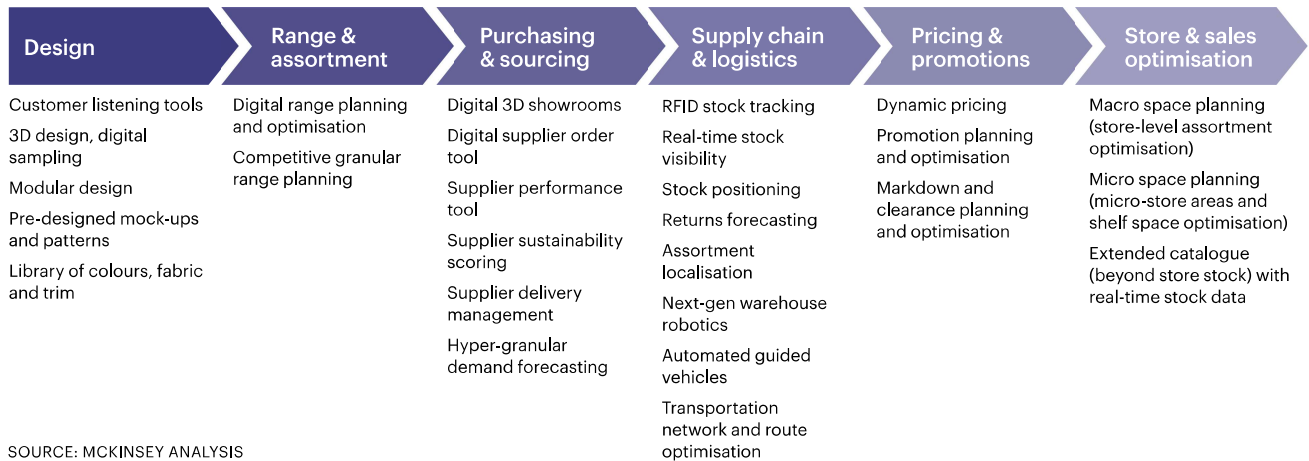 Design
Range &
assortment
Purchasing
& sourcing
Supply chain
& logistics
Pricing &
promotions
Store & sales
optimisation
Customer listening tools
3D design, digital
sampling
Modular design
Pre-designed mock-ups
and patterns
Library of colours, fabric
and trim
Digital range planning
and optimisation
Competitive granular
range planning
Digital 3D showrooms
Digital supplier order
tool
Supplier performance
tool
Supplier sustainability
scoring
Supplier delivery
management
Hyper-granular
demand forecasting
RFID stock tracking
Real-time stock
visibility
Stock positioning
Returns forecasting
Assortment
localisation
Next-gen warehouse
robotics
Automated guided
vehicles
Transportation
network and route
optimisation
Dynamic pricing
Promotion planning
and optimisation
Markdown and
clearance planning
and optimisation
Macro space planning
(store-level assortment
optimisation)
Micro space planning
(micro-store areas and
shelf space optimisation)
Extended catalogue
(beyond store stock) with
real-time stock data
SOURCE: MCKINSEY ANALYSIS